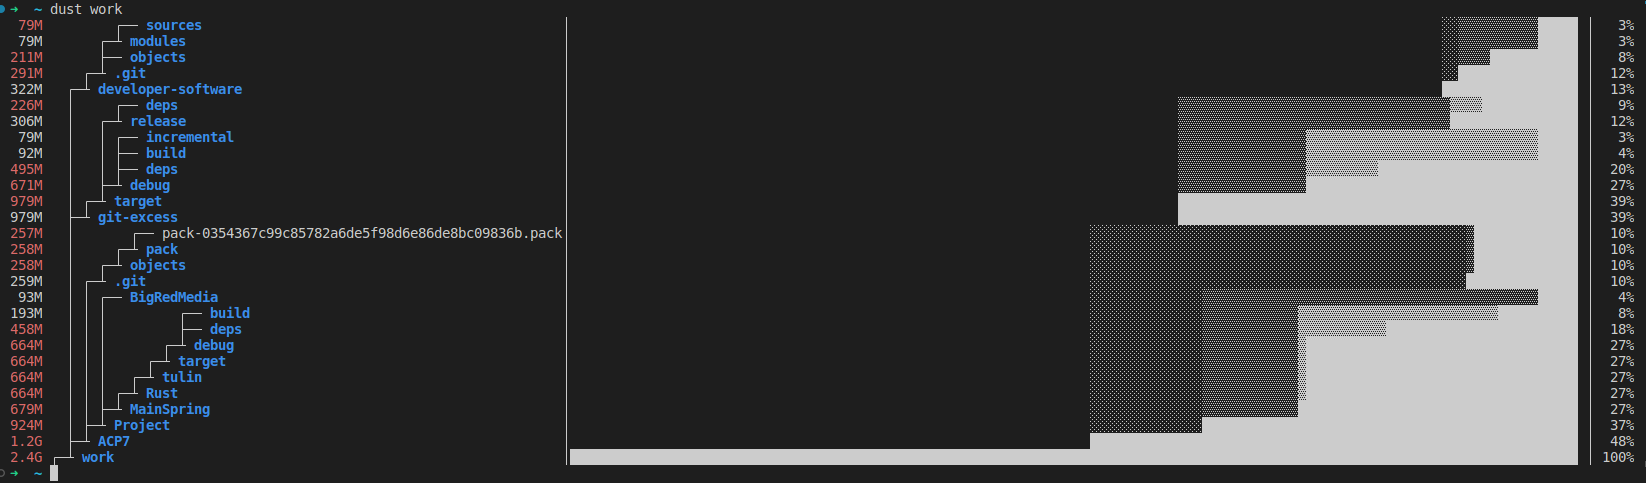 ➜ ~ dust work
79M ┌── sources 3%
79M ┌─┴ modules 3%
211M ├── objects 8%
291M ┌─┴ .git 12%
322M ┌─┴ developer-software 13%
226M │ ┌── deps 9%
306M │ ┌─┴ release 12%
79M │ │ ┌── incremental 3%
92M │ │ ├── build 4%
495M │ │ ├── deps 20%
671M │ ├─┴ debug 27%
979M │ ┌─┴ target 39%
979M ├─┴ git-excess 39%
257M │ ┌── pack-0354367c99c85782a6de5f98d6e86de8bc09836b.pack 10%
258M │ ┌─┴ pack 10%
258M │ ┌─┴ objects 10%
259M │ ┌─┴ .git 10%
93M │ │ ┌── BigRedMedia 4%
193M │ │ │ ┌── build 8%
458M │ │ │ ├── deps 18%
664M │ │ │ ┌─┴ debug 27%
664M │ │ │ ┌─┴ target 27%
664M │ │ │ ┌─┴ tulin 27%
664M │ │ │ ┌─┴ Rust 27%
679M │ │ ├─┴ MainSpring 27%
924M │ ├─┴ Project 37%
1.2G ├─┴ ACP7 48%
2.4G ┌─┴ work 100%
➜ ~